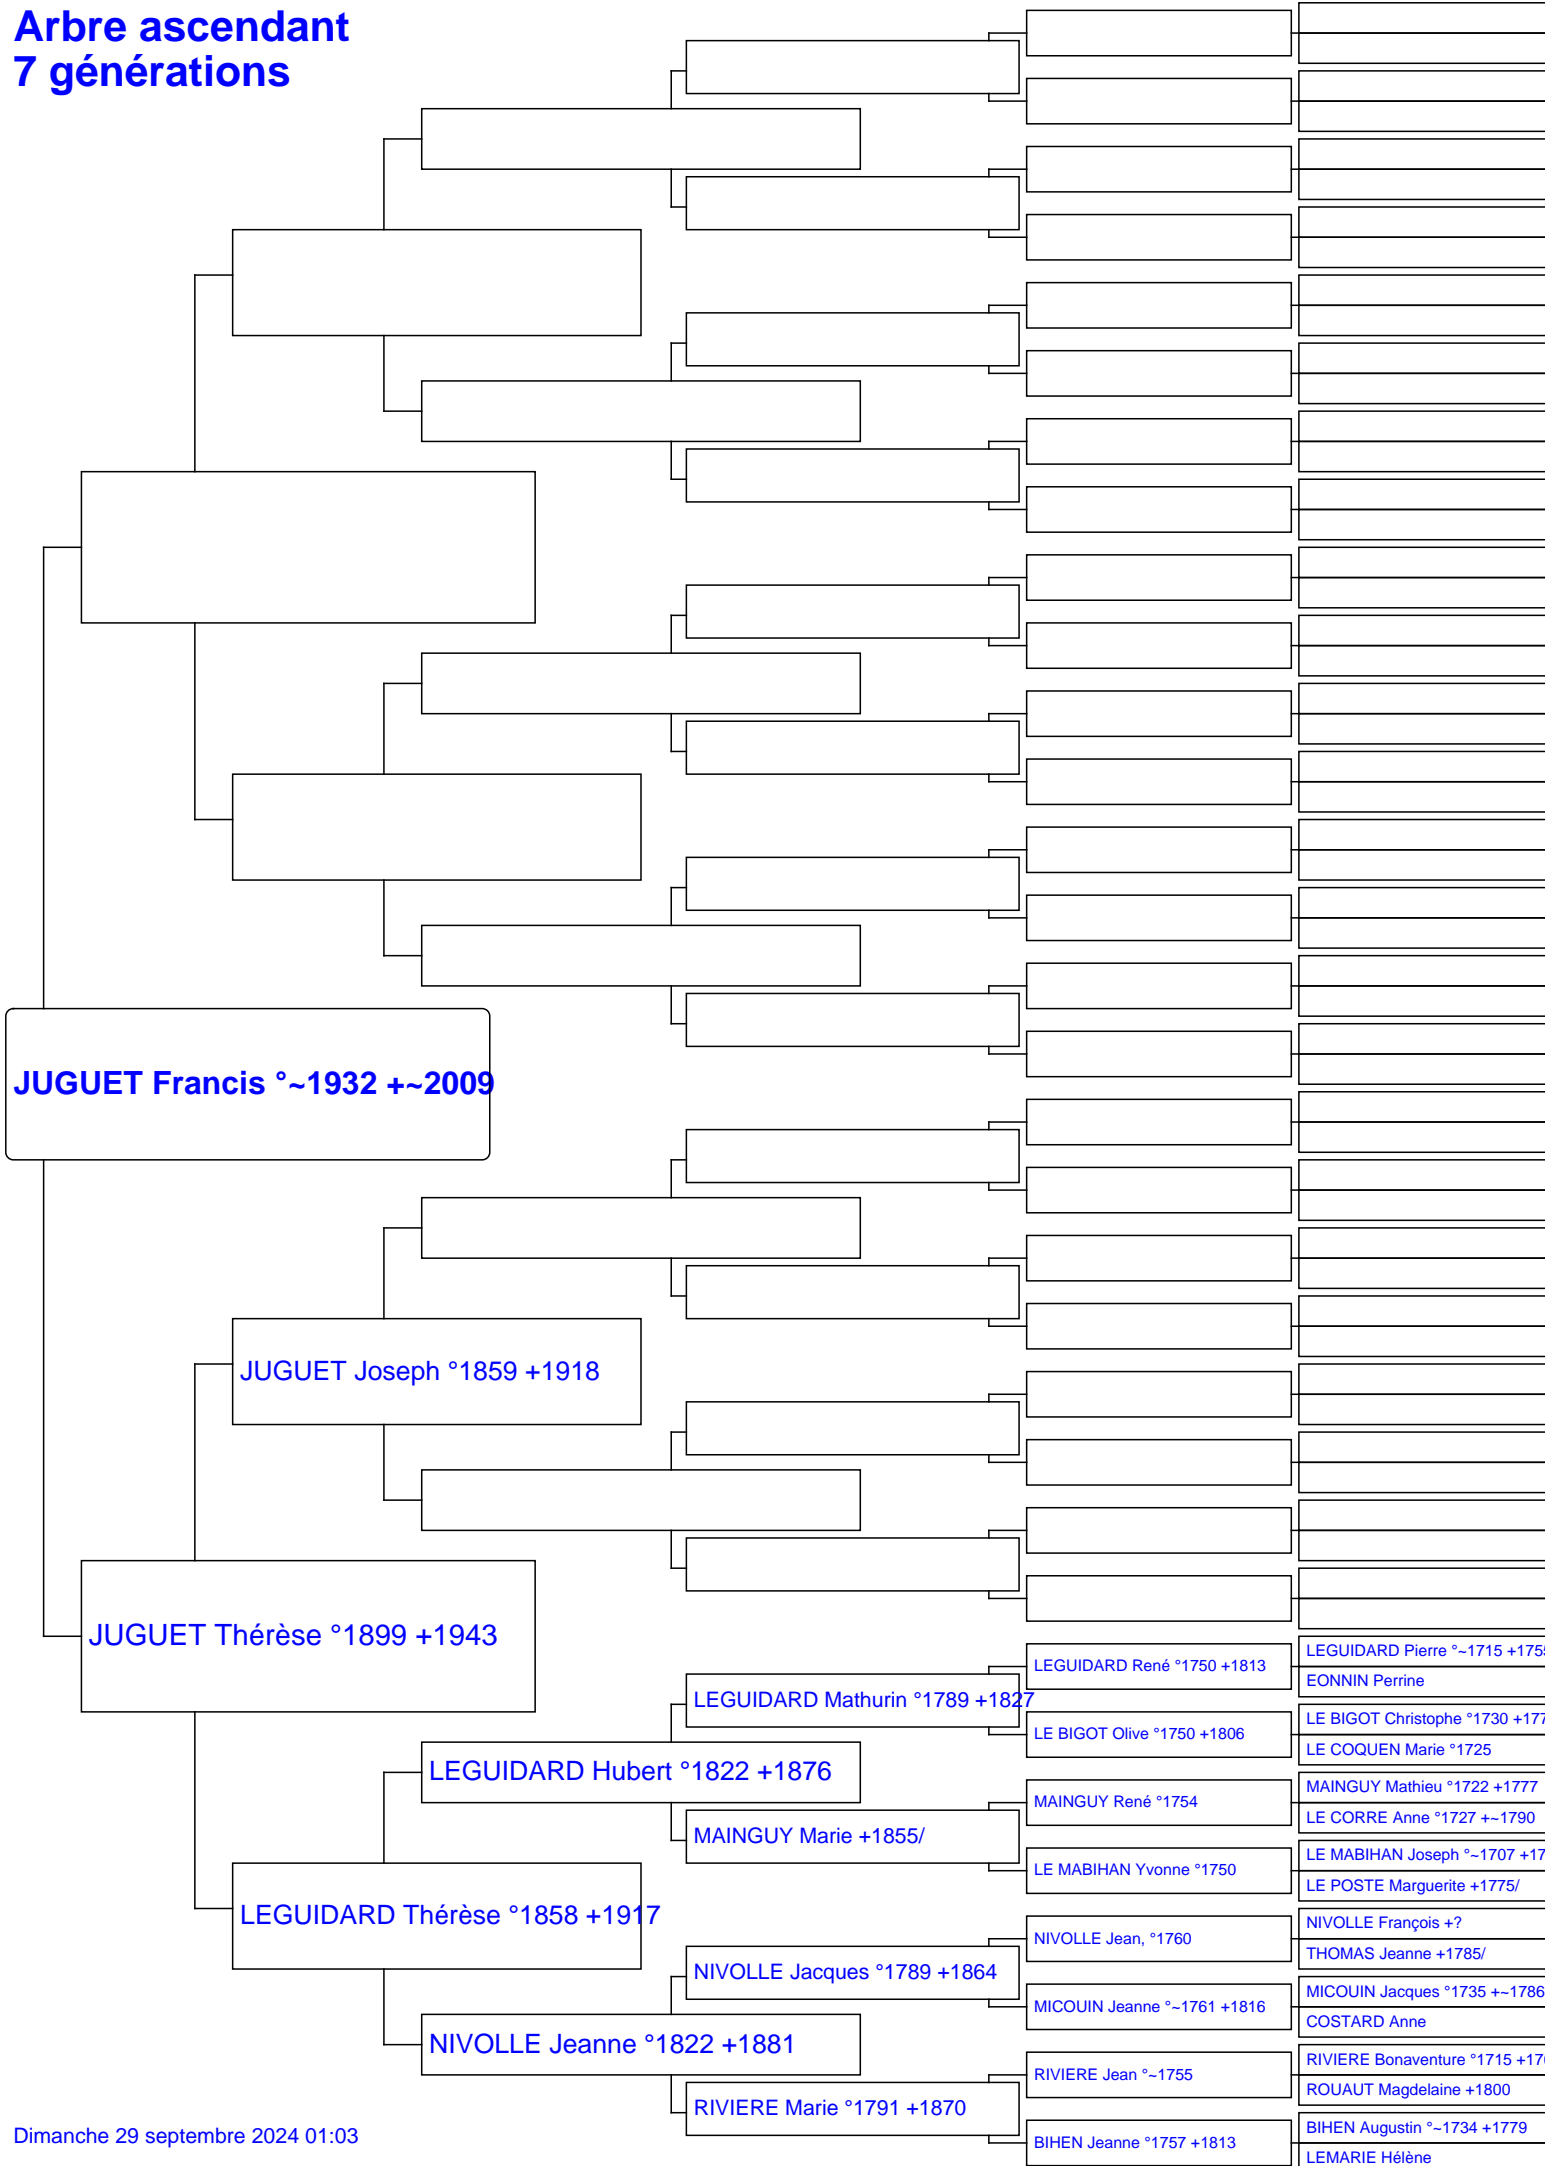 Arbre ascendant
7 générations
JUGUET Francis °~1932 +~2009
JUGUET Joseph °1859 +1918
JUGUET Thérèse °1899 +1943
LEGUIDARD René °1750 +1813
LEGUIDARD Pierre °~1715 +1755
EONNIN Perrine
LEGUIDARD Mathurin °1789 +1827
LE BIGOT Olive °1750 +1806
LE BIGOT Christophe °1730 +177
LE COQUEN Marie °1725
LEGUIDARD Hubert °1822 +1876
MAINGUY René °1754
MAINGUY Mathieu °1722 +1777
LE CORRE Anne °1727 +~1790
MAINGUY Marie +1855/
LE MABIHAN Yvonne °1750
LE MABIHAN Joseph °~1707 +17
LE POSTE Marguerite +1775/
LEGUIDARD Thérèse °1858 +1917
NIVOLLE Jean, °1760
NIVOLLE François +?
THOMAS Jeanne +1785/
NIVOLLE Jacques °1789 +1864
MICOUIN Jeanne °~1761 +1816
MICOUIN Jacques °1735 +~1786
COSTARD Anne
NIVOLLE Jeanne °1822 +1881
RIVIERE Jean °~1755
RIVIERE Bonaventure °1715 +17
ROUAUT Magdelaine +1800
RIVIERE Marie °1791 +1870
BIHEN Jeanne °1757 +1813
BIHEN Augustin °~1734 +1779
LEMARIE Hélène
Dimanche 29 septembre 2024 01:03